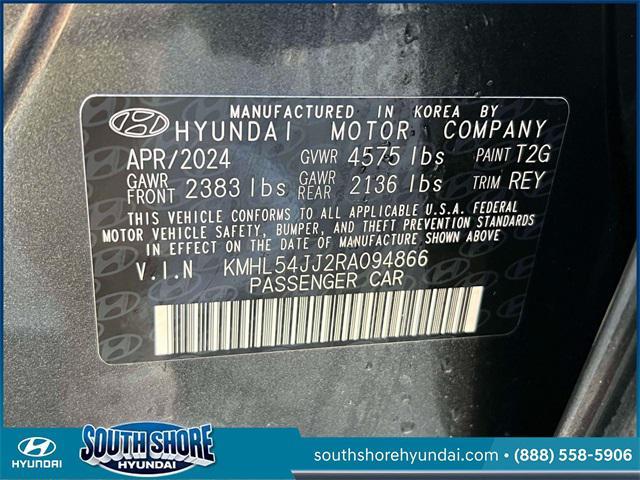 MANUFACTURED IN KOREA BY
HYUNDAI MOTOR COMPANY
APR/2024 GVWR 4575 lbs PAINT T2G
GAWR FRONT 2383 lbs GAWR REAR 2136 lbs TRIM REY
THIS VEHICLE CONFORMS TO ALL APPLICABLE U.S.A. FEDERAL
MOTOR VEHICLE SAFETY, BUMPER, AND THEFT PREVENTION STANDARDS
IN EFFECT ON THE DATE OF MANUFACTURE SHOWN ABOVE
V.I.N KMHL54JJ2RA094866
PASSENGER CAR
HYUNDAI
SOUTH SHORE
HYUNDAI
southshorehyundai.com • (888) 558-5906